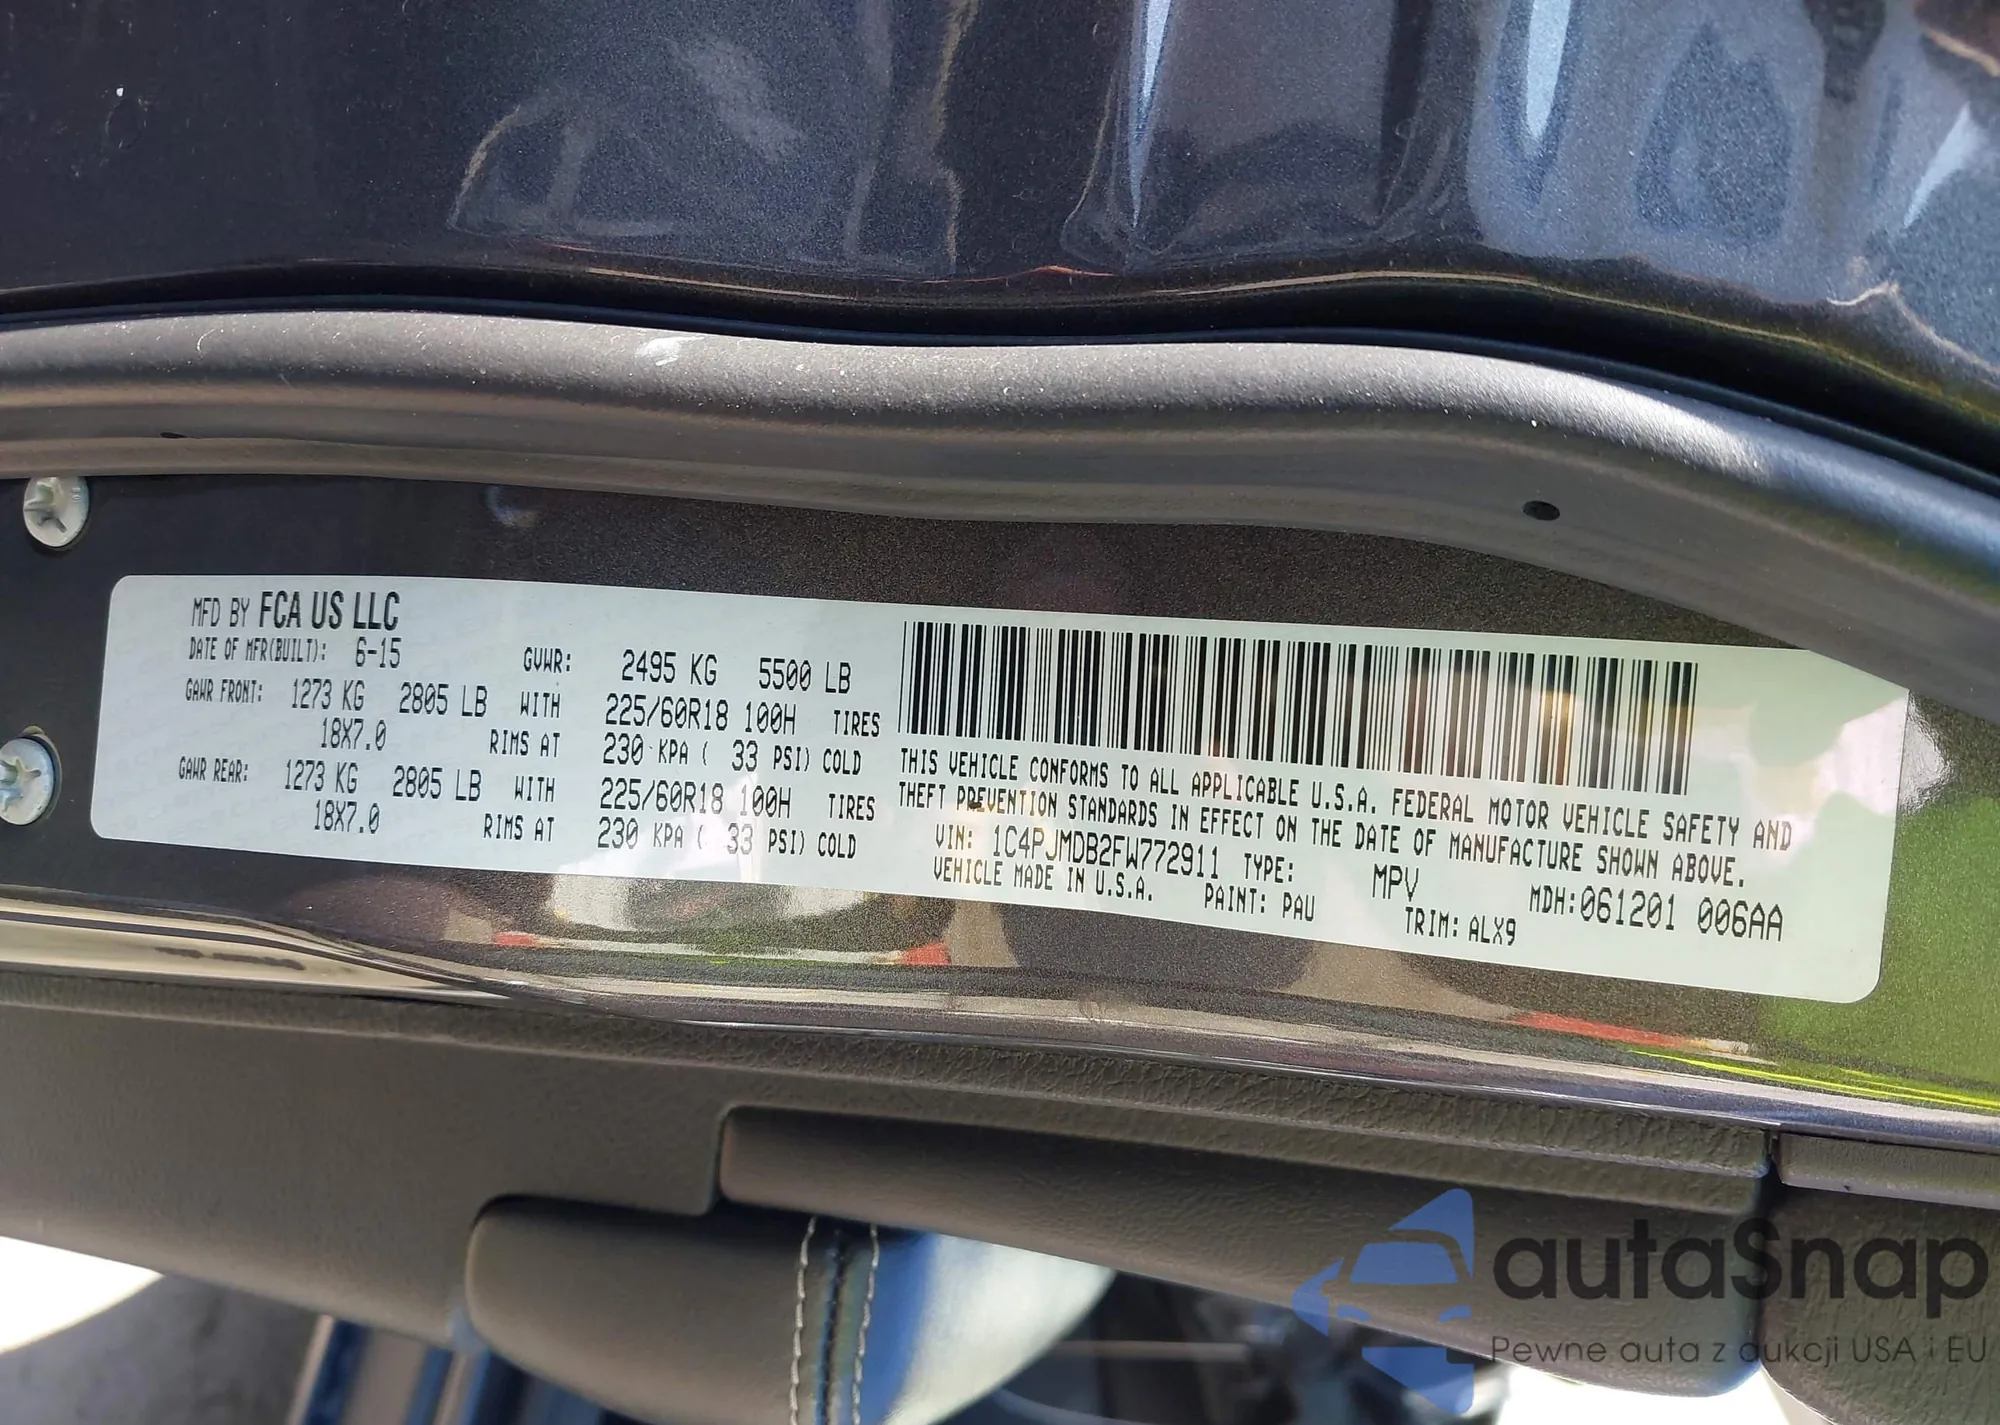 MFD BY FCA US LLC
DATE OF MFR(BUILT): 6-15
GVWR: 2495 KG 5500 LB
GAWR FRONT: 1273 KG 2805 LB WITH 225/60R18 100H TIRES
18X7.0 RIMS AT 230 KPA ( 33 PSI) COLD
GAWR REAR: 1273 KG 2805 LB WITH 225/60R18 100H TIRES
18X7.0 RIMS AT 230 KPA ( 33 PSI) COLD
THIS VEHICLE CONFORMS TO ALL APPLICABLE U.S.A. FEDERAL MOTOR VEHICLE SAFETY AND
THEFT PREVENTION STANDARDS IN EFFECT ON THE DATE OF MANUFACTURE SHOWN ABOVE.
VIN: 1C4PJMDB2FW772911 TYPE: MPV MDH:061201 006AA
VEHICLE MADE IN U.S.A. PAINT: PAU TRIM: ALX9
autaSnap
Pewne auta z aukcji USA i EU